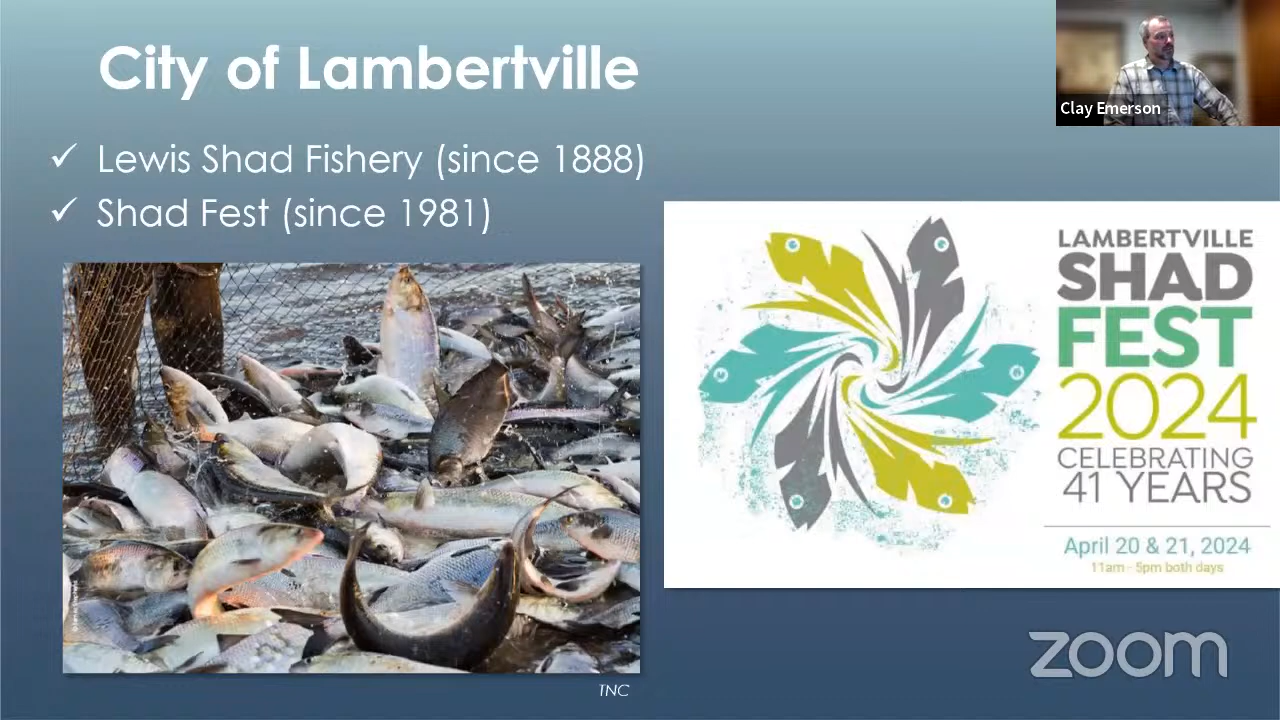 City of Lambertville
Clay Emerson
✓ Lewis Shad Fishery (since 1888)
✓ Shad Fest (since 1981)
LAMBERTVILLE
SHAD
FEST
2024
CELEBRATING
41 YEARS
April 20 & 21, 2024
11am - 5pm both days
TNC
zoom